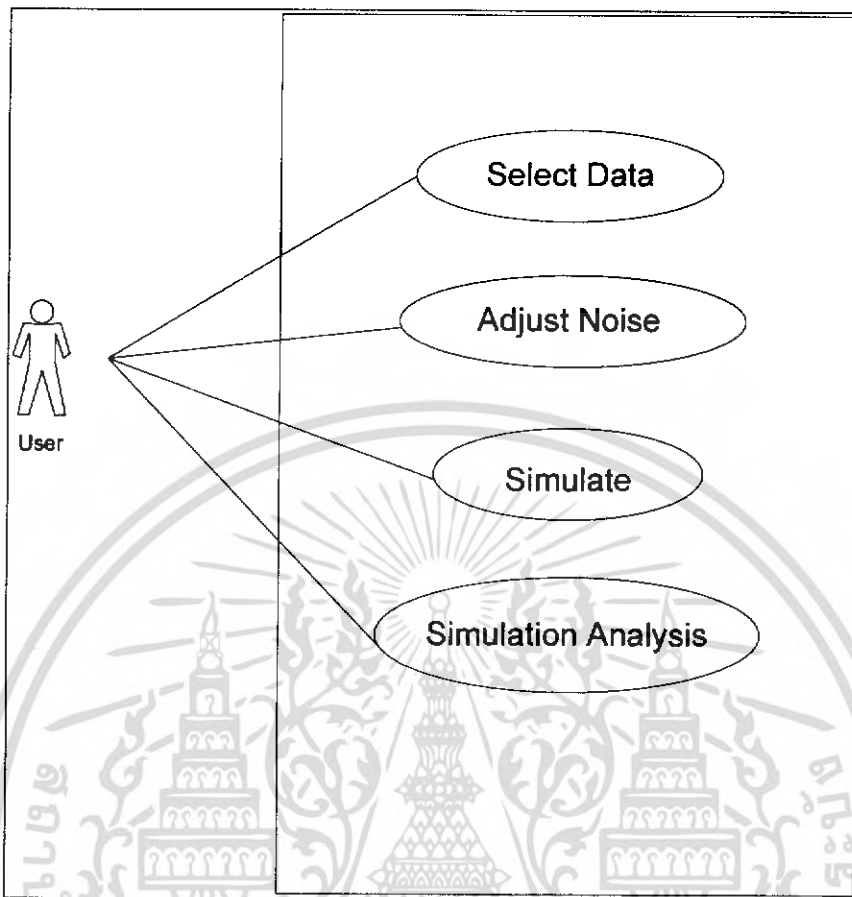 Select Data
Adjust Noise
User
Simulate
Simulation Analysis